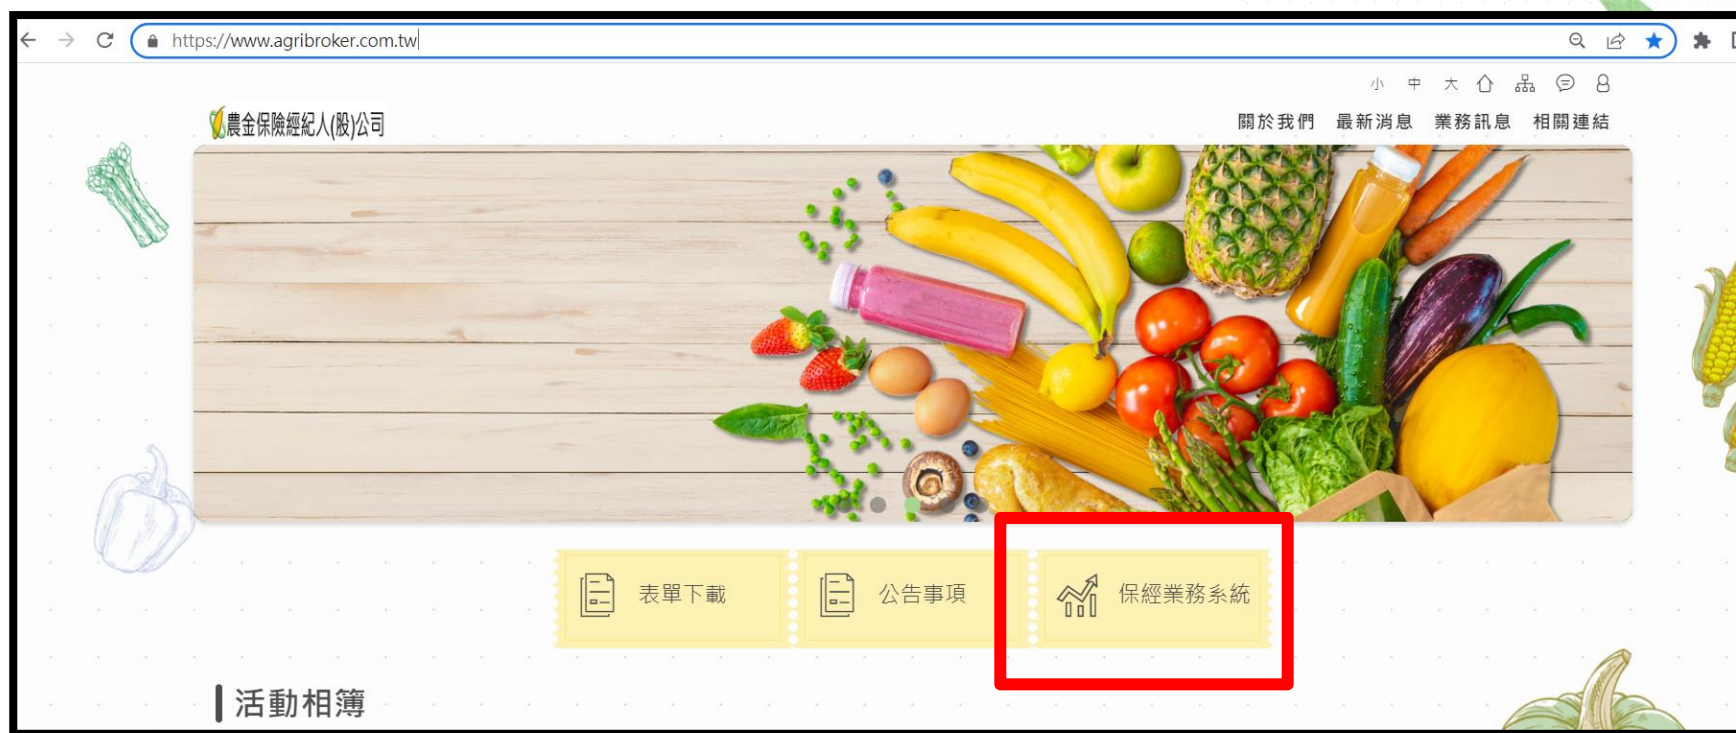 https://www.agribroker.com.tw
小 中 大
農金保險經紀人(股)公司
關於我們 最新消息 業務訊息 相關連結
表單下載 公告事項 保經業務系統
活動相簿